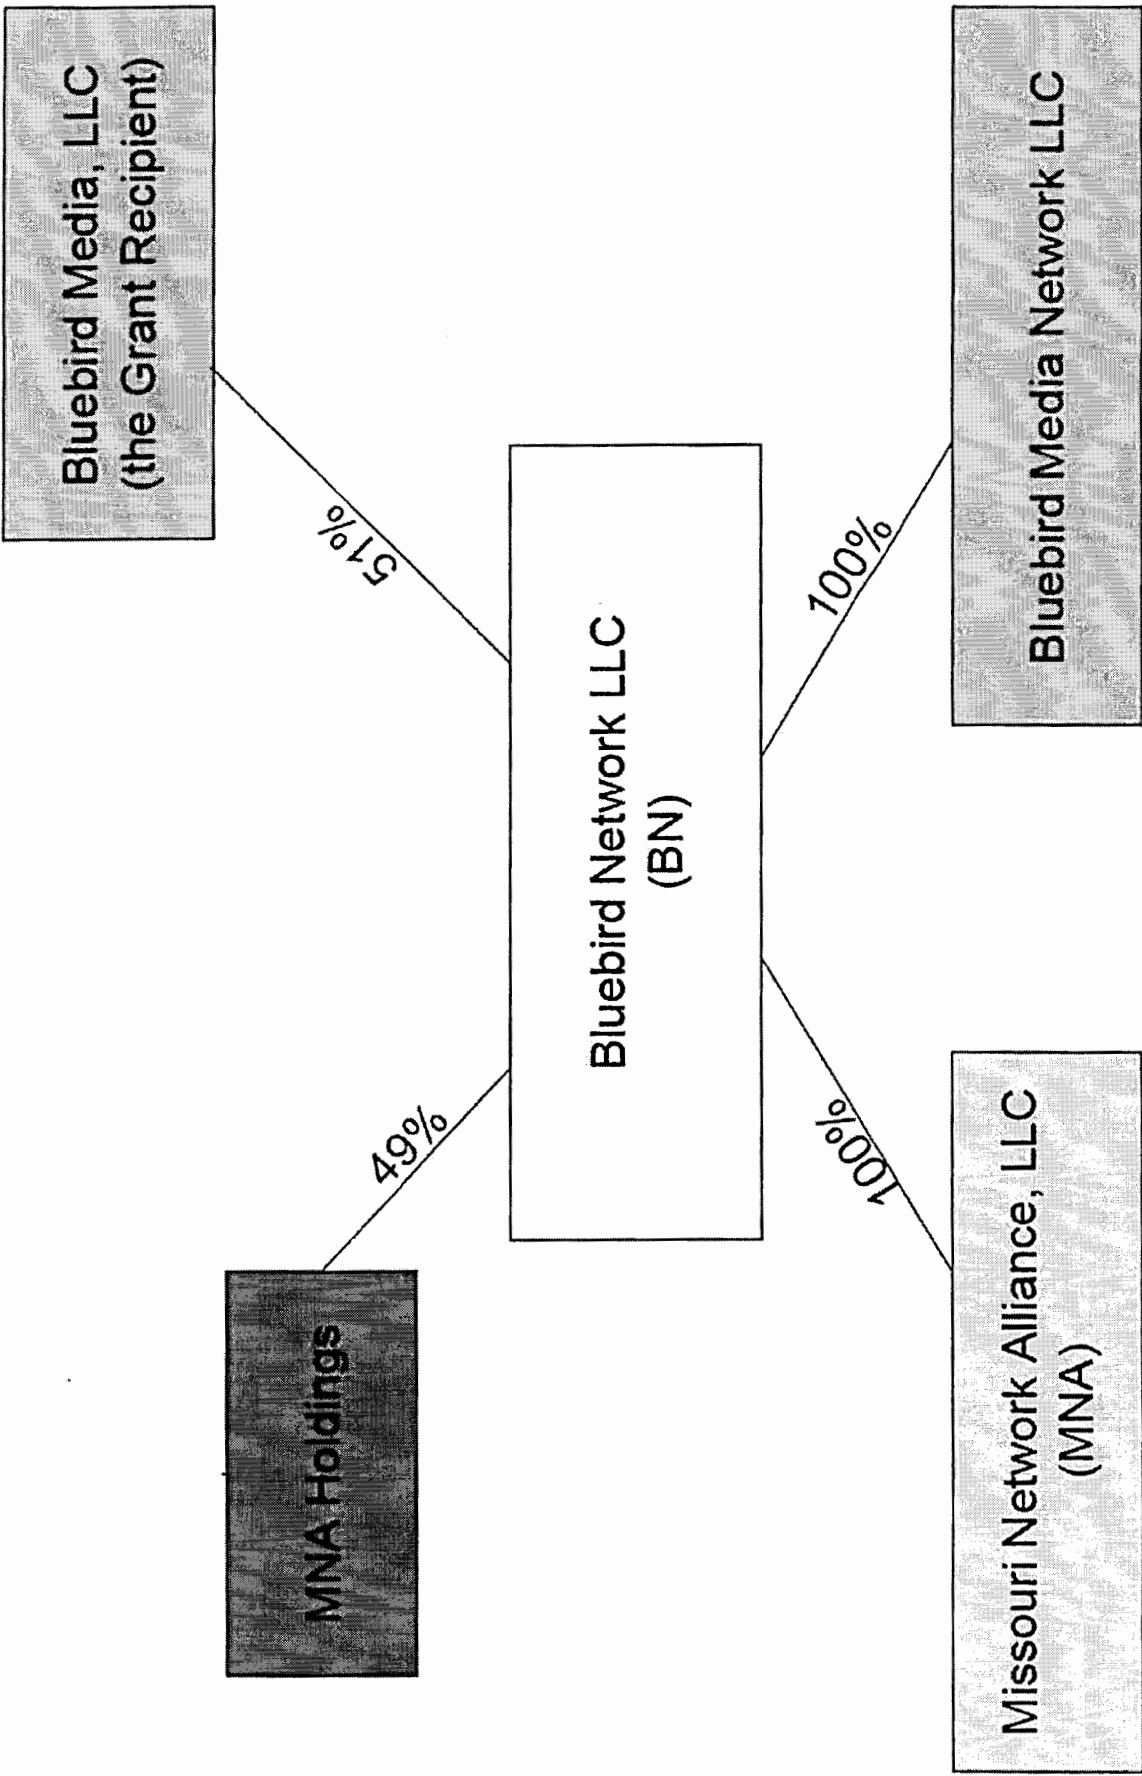 MNA Holdings
Bluebird Media, LLC
(the Grant Recipient)
49%
51%
Bluebird Network LLC
(BN)
100%
100%
Missouri Network Alliance, LLC
(MNA)
Bluebird Media Network LLC